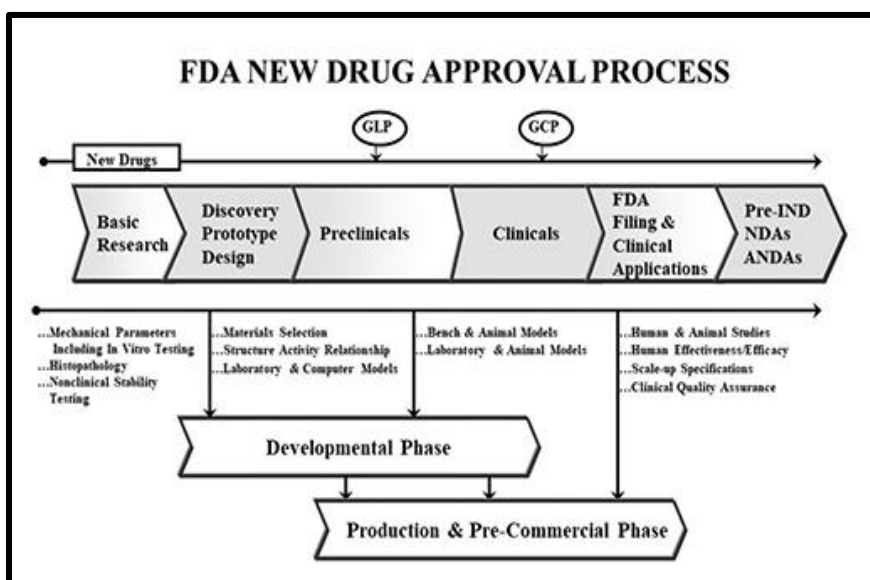 FDA NEW DRUG APPROVAL PROCESS
GLP
GCP
New Drugs
Basic
Research
Discovery
Prototype
Design
Preclinicals
Clinicals
FDA
Filing &
Clinical
Applications
Pre-IND
NDAs
ANDAs
...Mechanical Parameters
Including In Vitro Testing
...Histopathology
...Nonclinical Stability
Testing
...Materials Selection
...Structure Activity Relationship
...Laboratory & Computer Models
...Bench & Animal Models
...Laboratory & Animal Models
...Human & Animal Studies
...Human Effectiveness/Efficacy
...Scale-up Specifications
...Clinical Quality Assurance
Developmental Phase
Production & Pre-Commercial Phase